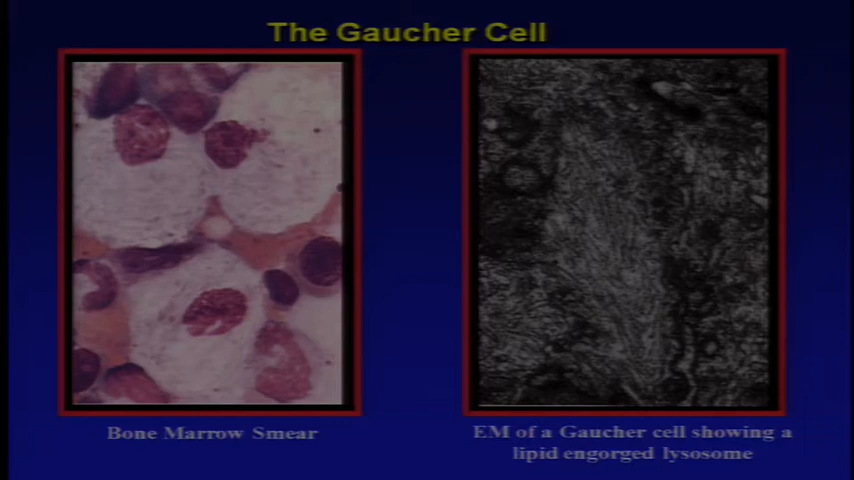 The Gaucher Cell
Bone Marrow Smear
EM of a Gaucher cell showing a
lipid engorged lysosome